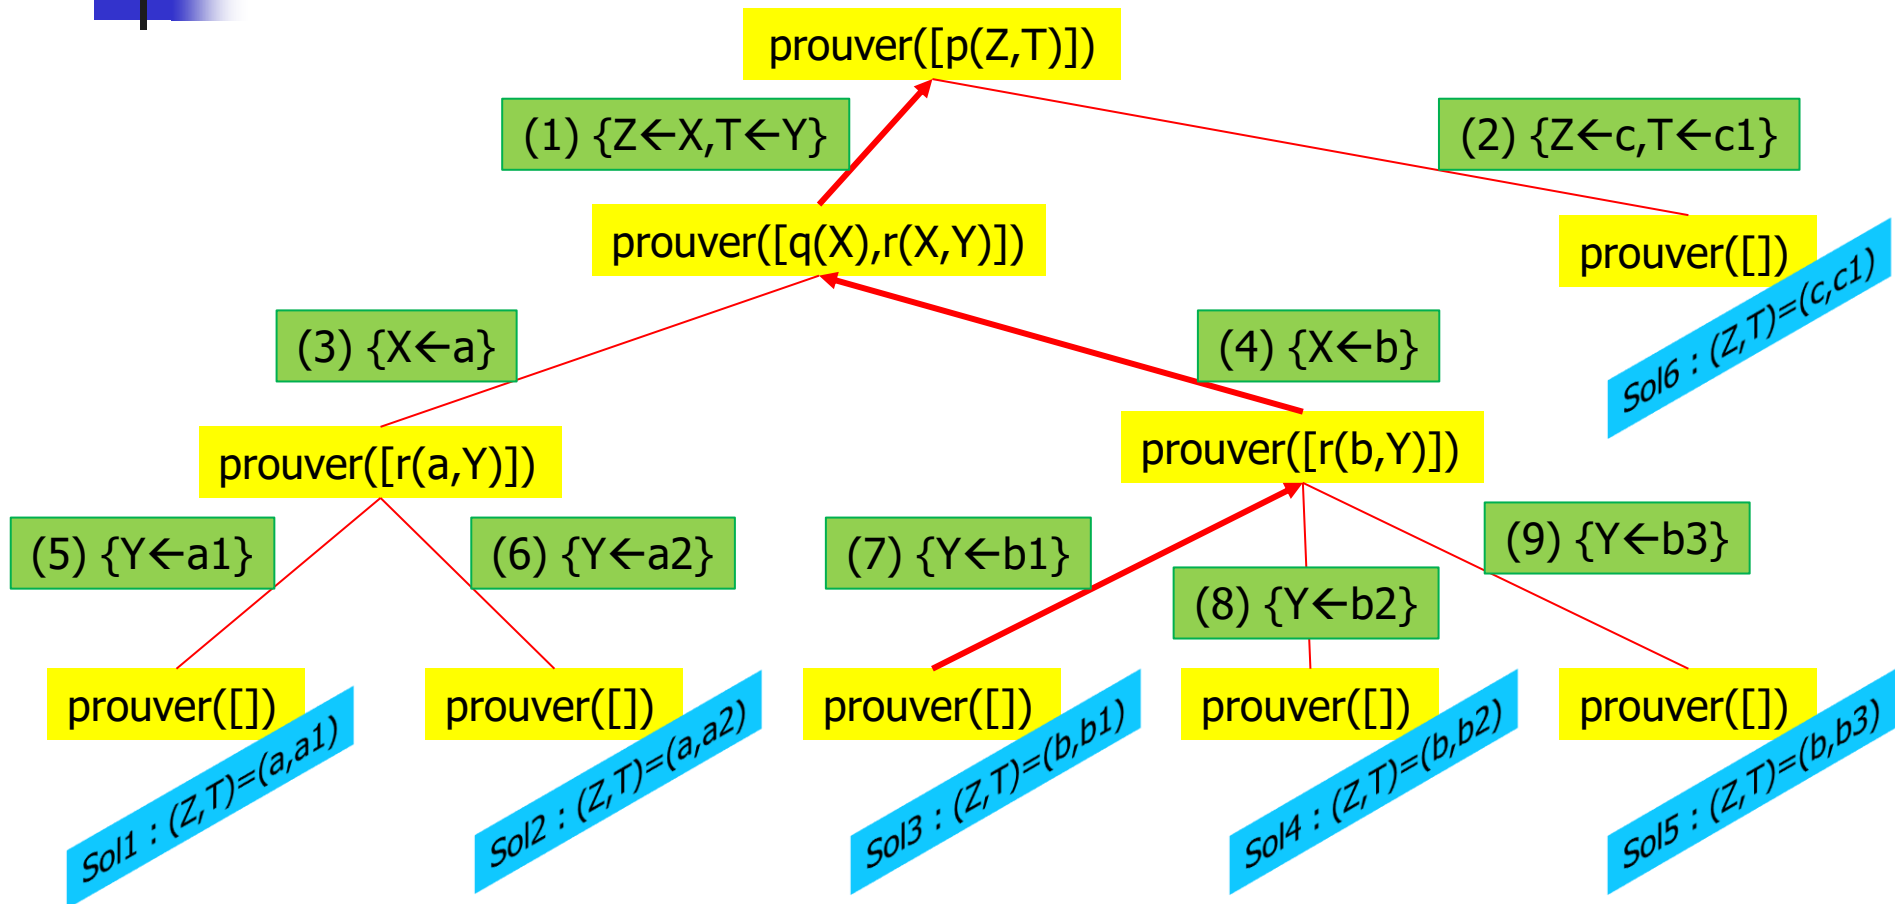 prouver([p(Z,T)])
(1) {Z←X,T←Y}
(2) {Z←c,T←c1}
prouver([q(X),r(X,Y)])
prouver([])
Sol6 : (Z,T)=(c,c1)
(3) {X←a}
(4) {X←b}
prouver([r(a,Y)])
prouver([r(b,Y)])
(5) {Y←a1}
(6) {Y←a2}
(7) {Y←b1}
(8) {Y←b2}
(9) {Y←b3}
prouver([])
prouver([])
prouver([])
prouver([])
prouver([])
Sol1 : (Z,T)=(a,a1)
Sol2 : (Z,T)=(a,a2)
Sol3 : (Z,T)=(b,b1)
Sol4 : (Z,T)=(b,b2)
Sol5 : (Z,T)=(b,b3)